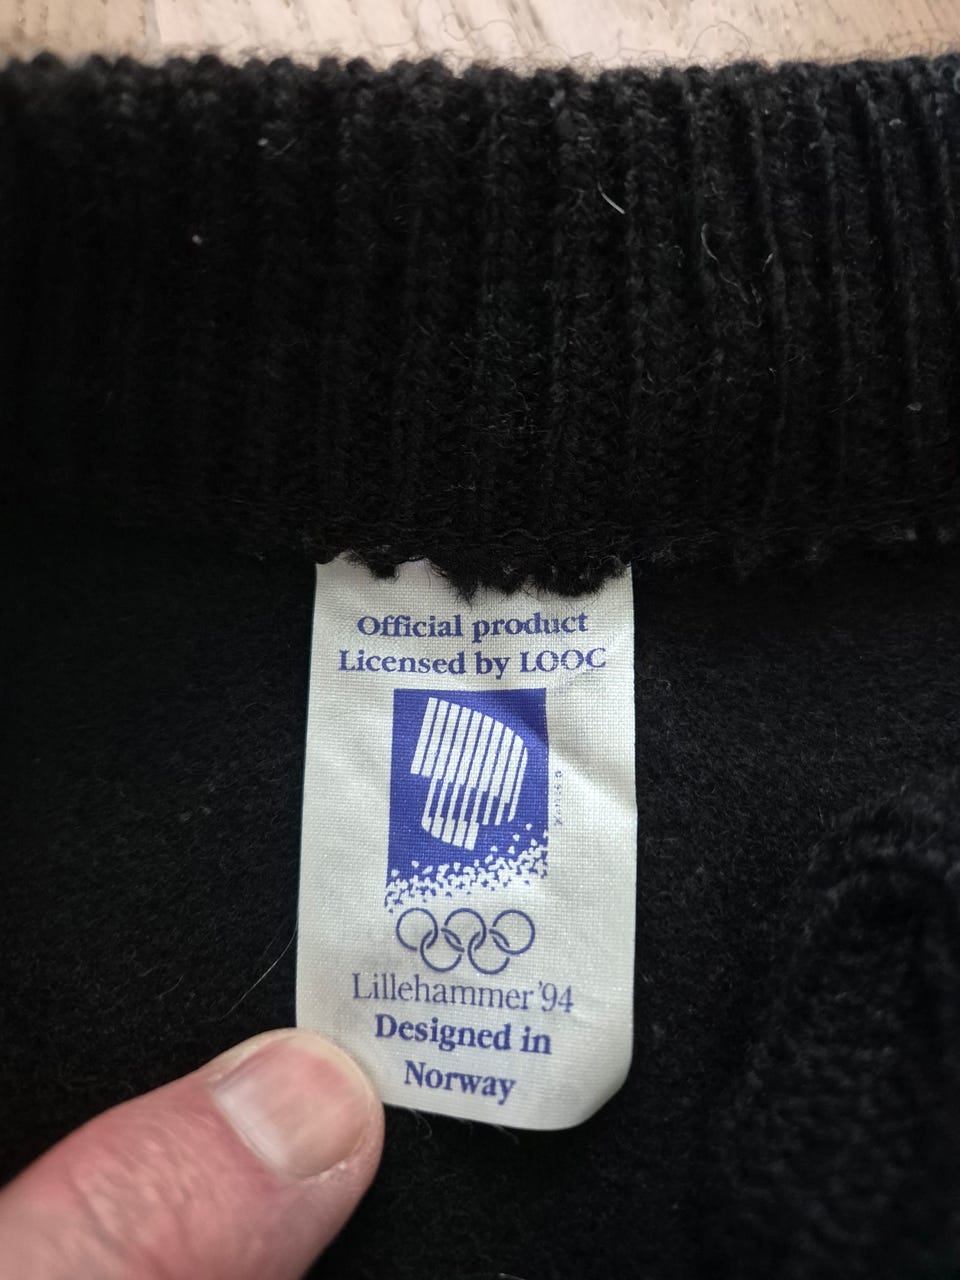 Official product
Licensed by LOOC
Lillehammer '94
Designed in
Norway